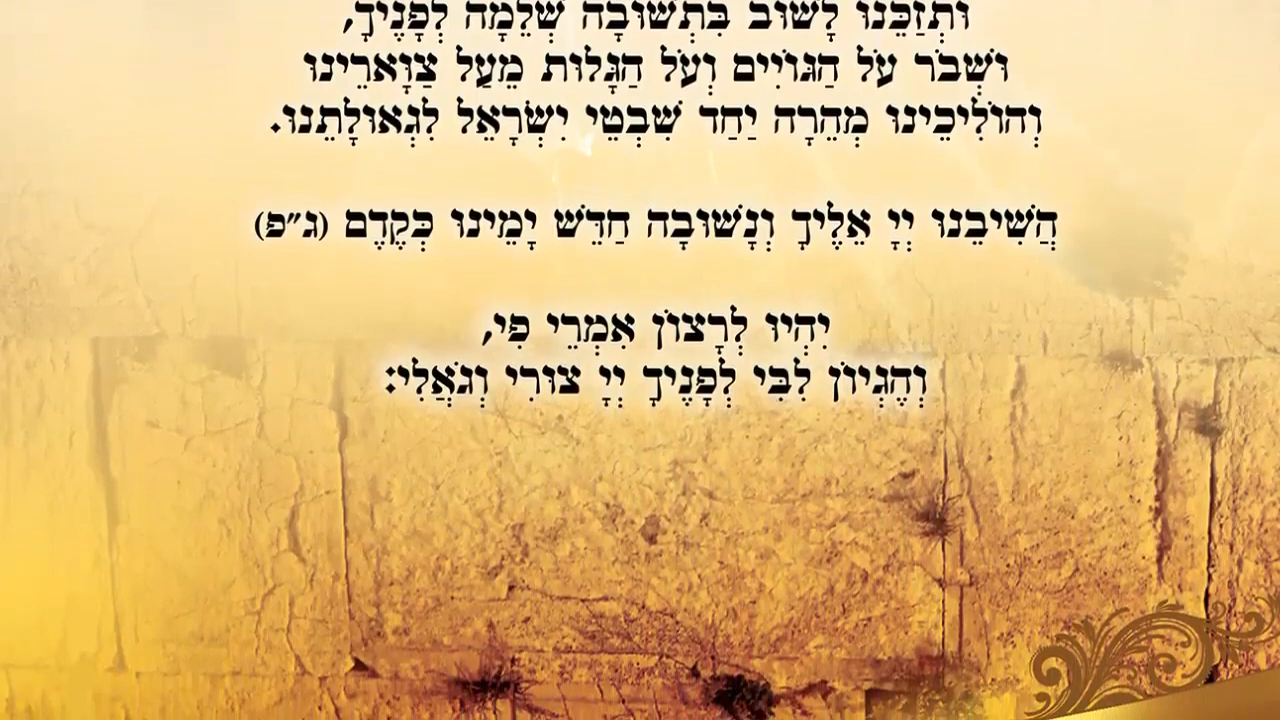 וּתְזַכֵּנוּ לָשׁוּב בִּתְשׁוּבָה שְׁלֵמָה לְפָנֶיךָ,
וּשְׁבֹר עֹל הַגּוֹיִים וְעֹל הַגָּלוּת מֵעַל צַוָּארֵינוּ
וְהוֹלִיכֵינוּ מְהֵרָה יַחַד שִׁבְטֵי יִשְׂרָאֵל לִגְאוּלָתֵנוּ.
הֲשִׁיבֵנוּ יְיָ אֵלֶיךָ וְנָשׁוּבָה חַדֵּשׁ יָמֵינוּ כְּקֶדֶם (ג״פ)
יִהְיוּ לְרָצוֹן אִמְרֵי פִי,
וְהֶגְיוֹן לִבִּי לְפָנֶיךָ יְיָ צוּרִי וְגֹאֲלִי: